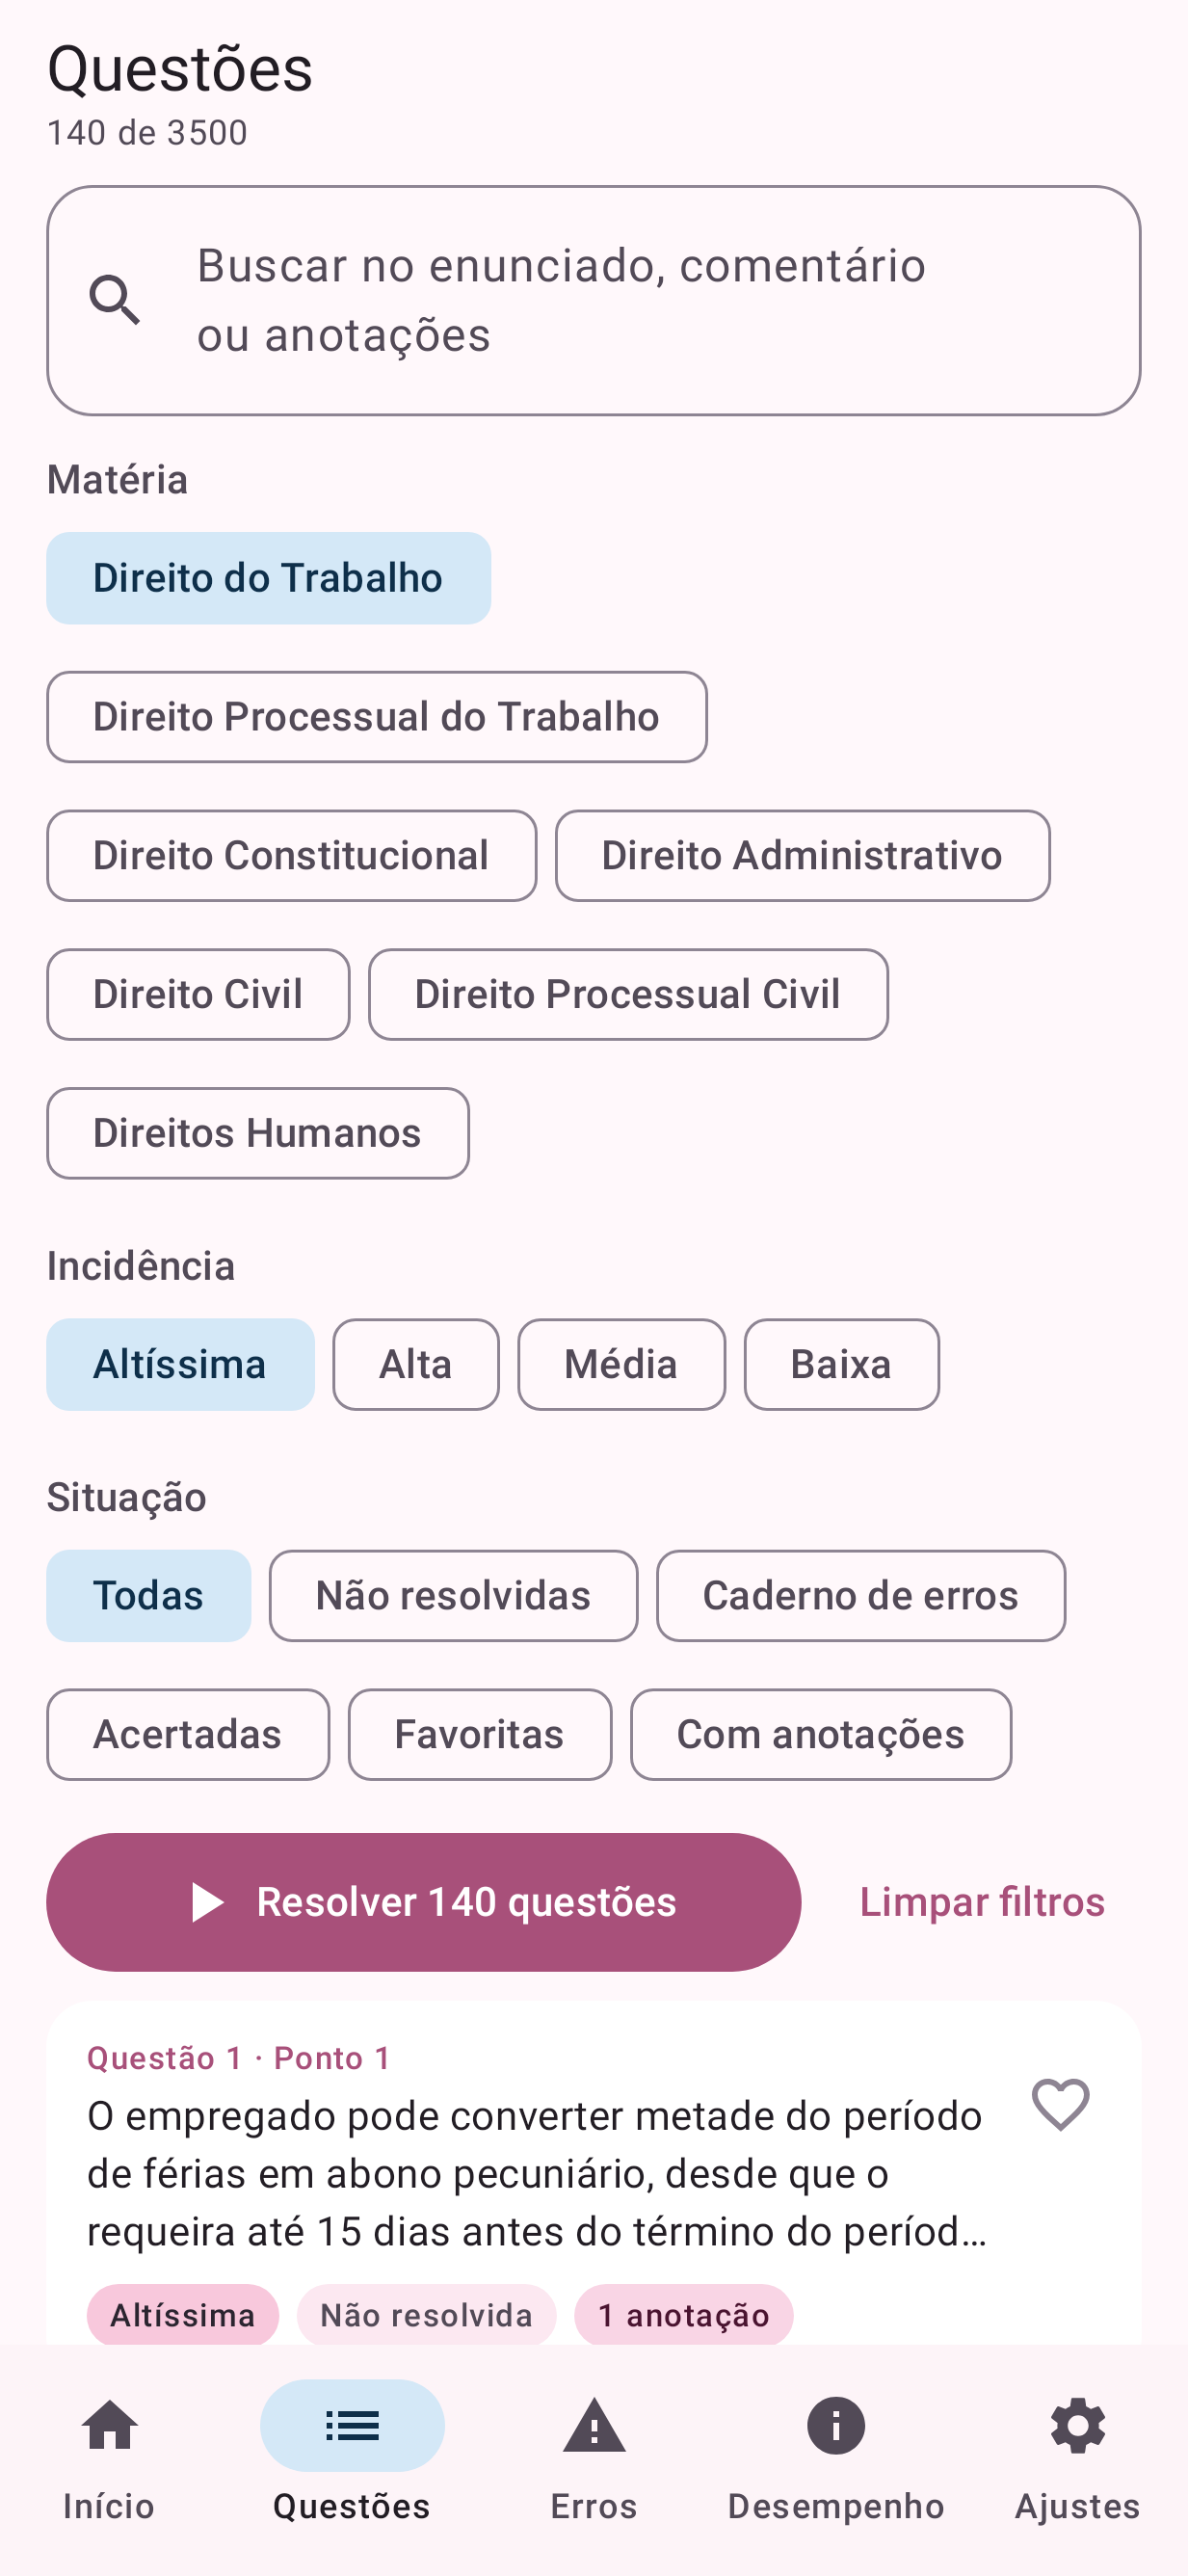 Questões
140 de 3500
Buscar no enunciado, comentário
ou anotações
Matéria
Direito do Trabalho
Direito Processual do Trabalho
Direito Constitucional
Direito Administrativo
Direito Civil
Direito Processual Civil
Direitos Humanos
Incidência
Altíssima
Alta
Média
Baixa
Situação
Todas
Não resolvidas
Caderno de erros
Acertadas
Favoritas
Com anotações
Resolver 140 questões
Limpar filtros
Questão 1 · Ponto 1
O empregado pode converter metade do período
de férias em abono pecuniário, desde que o
requeira até 15 dias antes do término do períod…
Altíssima
Não resolvida
1 anotação
Início
Questões
Erros
Desempenho
Ajustes